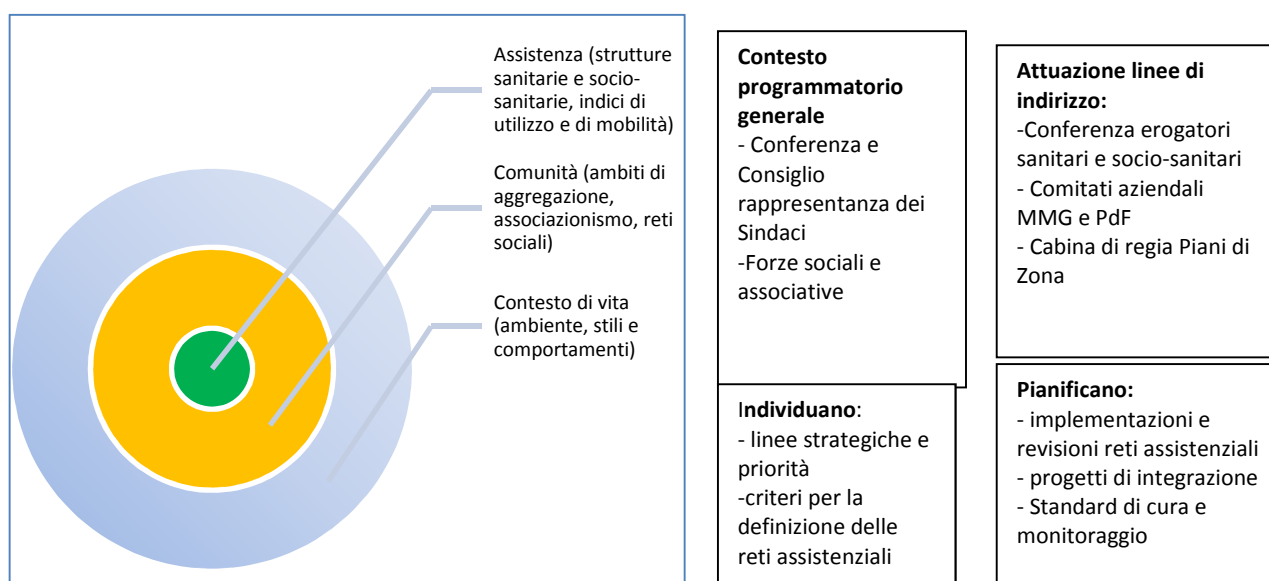 Assistenza (strutture
sanitarie e socio-
sanitarie, indici di
utilizzo e di mobilità)
Comunità (ambiti di
aggregazione,
associazionismo, reti
sociali)
Contesto di vita
(ambiente, stili e
comportamenti)
Contesto
programmatorio
generale
- Conferenza e
Consiglio
rappresentanza dei
Sindaci
-Forze sociali e
associative
Individuano:
- linee strategiche e
priorità
-criteri per la
definizione delle
reti assistenziali
Attuazione linee di
indirizzo:
-Conferenza erogatori
sanitari e socio-sanitari
- Comitati aziendali
MMG e PdF
- Cabina di regia Piani di
Zona
Pianificano:
- implementazioni e
revisioni reti assistenziali
- progetti di integrazione
- Standard di cura e
monitoraggio